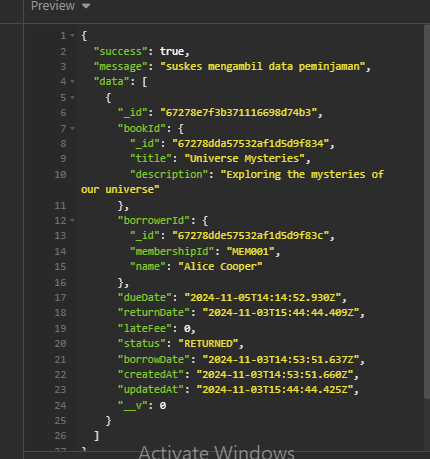 Preview
1 {
2 "success": true,
3 "message": "suskes mengambil data peminjaman",
4 "data": [
5 {
6 "_id": "67278e7f3b371116698d74b3",
7 "bookId": {
8 "_id": "67278dda57532af1d5d9f834",
9 "title": "Universe Mysteries",
10 "description": "Exploring the mysteries of
our universe"
11 },
12 "borrowerId": {
13 "_id": "67278dde57532af1d5d9f83c",
14 "membershipId": "MEM001",
15 "name": "Alice Cooper"
16 },
17 "dueDate": "2024-11-05T14:14:52.930Z",
18 "returnDate": "2024-11-03T15:44:44.409Z",
19 "lateFee": 0,
20 "status": "RETURNED",
21 "borrowDate": "2024-11-03T14:53:51.637Z",
22 "createdAt": "2024-11-03T14:53:51.660Z",
23 "updatedAt": "2024-11-03T15:44:44.425Z",
24 "__v": 0
25 }
26 ]
27 }
Activate Windows